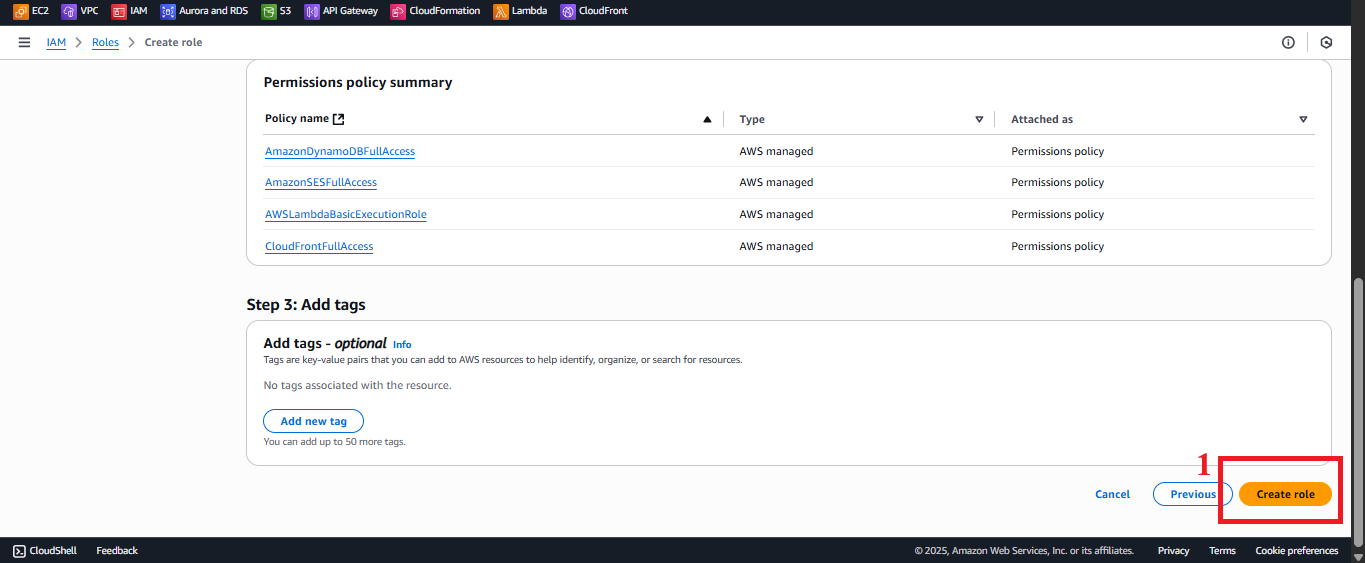 EC2 VPC IAM Aurora and RDS S3 API Gateway CloudFormation Lambda CloudFront
IAM Roles Create role
Permissions policy summary
Policy name Type Attached as
AmazonDynamoDBFullAccess AWS managed Permissions policy
AmazonSESFullAccess AWS managed Permissions policy
AWSLambdaBasicExecutionRole AWS managed Permissions policy
CloudFrontFullAccess AWS managed Permissions policy
Step 3: Add tags
Add tags - optional Info
Tags are key-value pairs that you can add to AWS resources to help identify, organize, or search for resources.
No tags associated with the resource.
Add new tag
You can add up to 50 more tags.
1
Cancel Previous Create role
CloudShell Feedback © 2025, Amazon Web Services, Inc. or its affiliates. Privacy Terms Cookie preferences